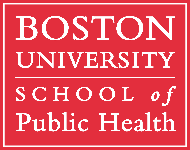 BOSTON
UNIVERSITY
SCHOOL of
Public Health